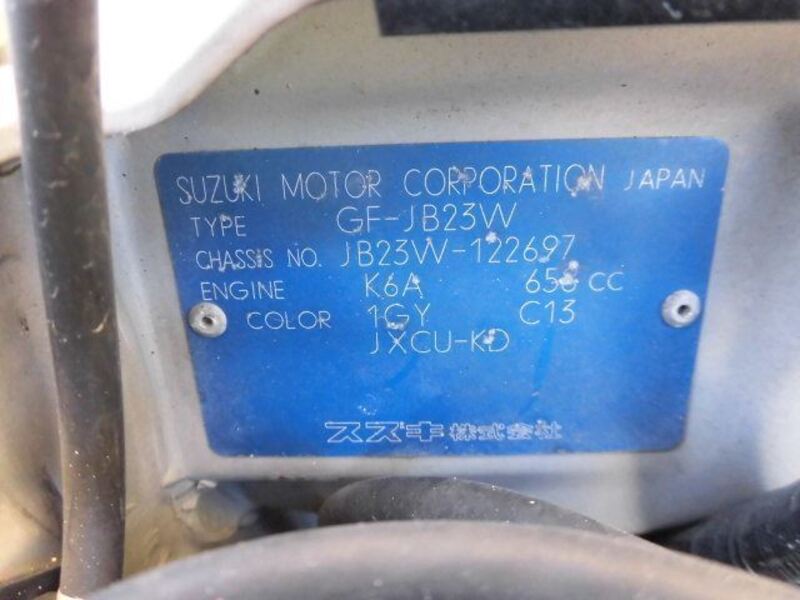 SUZUKI MOTOR CORPORATION JAPAN
TYPE GF-JB23W
CHASSIS NO. JB23W-122697
ENGINE K6A 658 CC
COLOR 1GY C13
JXCU-KD
スズキ株式会社